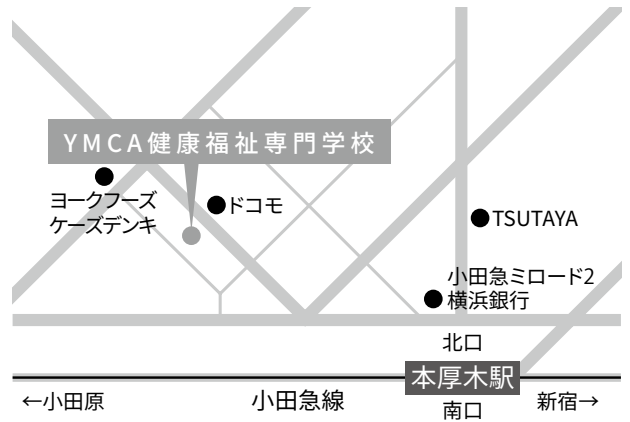 YMCA健康福祉専門学校
ヨークフーズ
ケーズデンキ
ドコモ
TSUTAYA
小田急ミロード2
横浜銀行
北口
本厚木駅
←小田原
小田急線
南口
新宿→